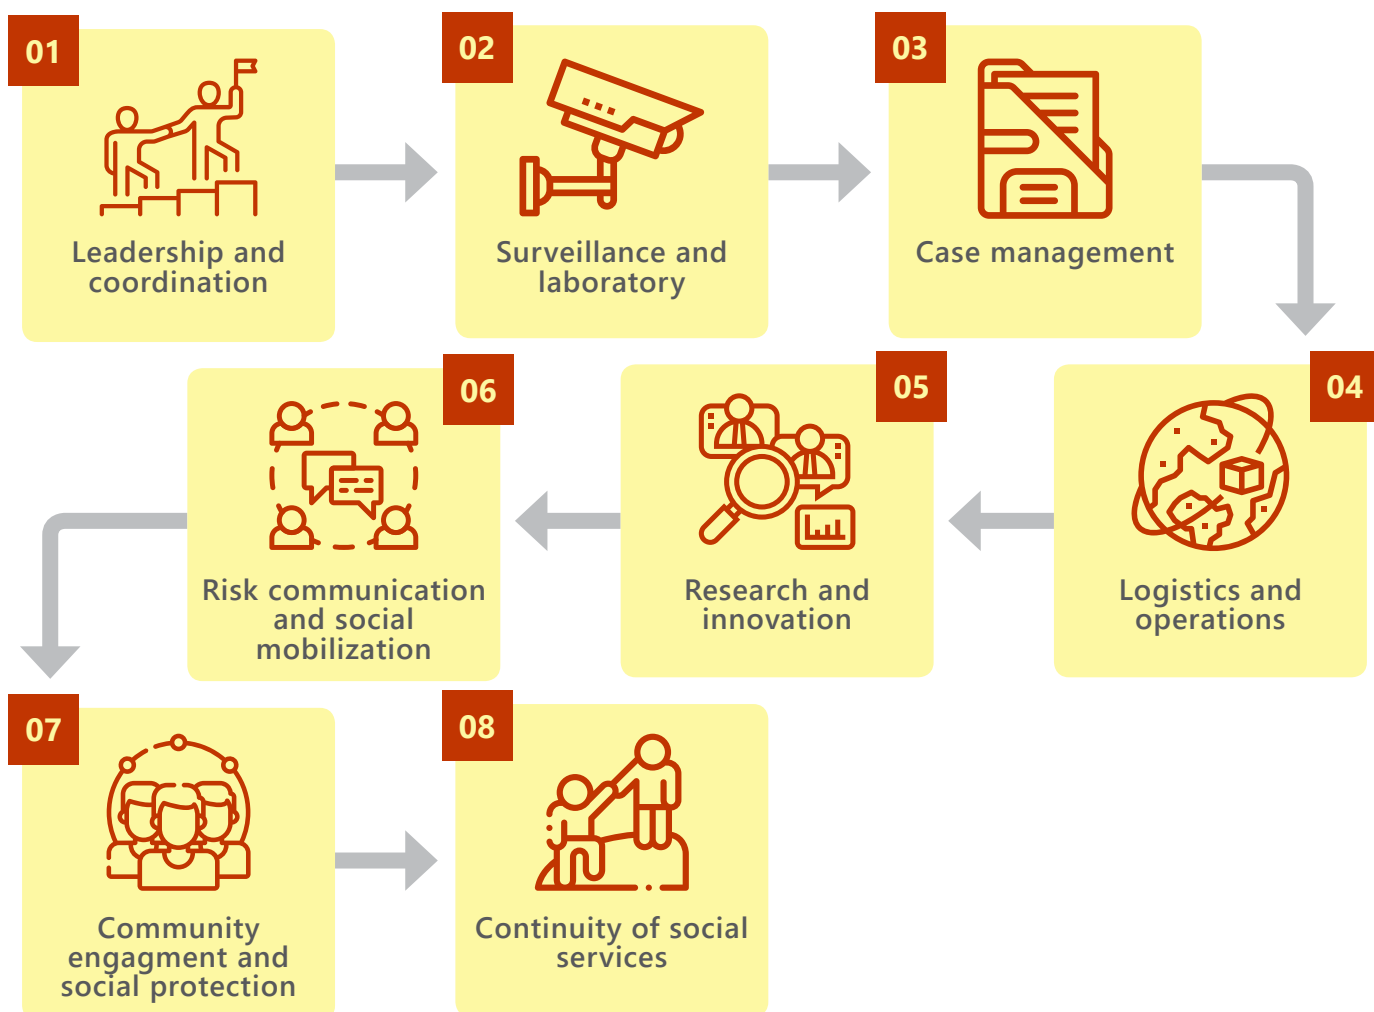 01
Leadership and
coordination
02
Surveillance and
laboratory
03
Case management
04
Logistics and
operations
05
Research and
innovation
06
Risk communication
and social
mobilization
07
Community
engagment and
social protection
08
Continuity of social
services